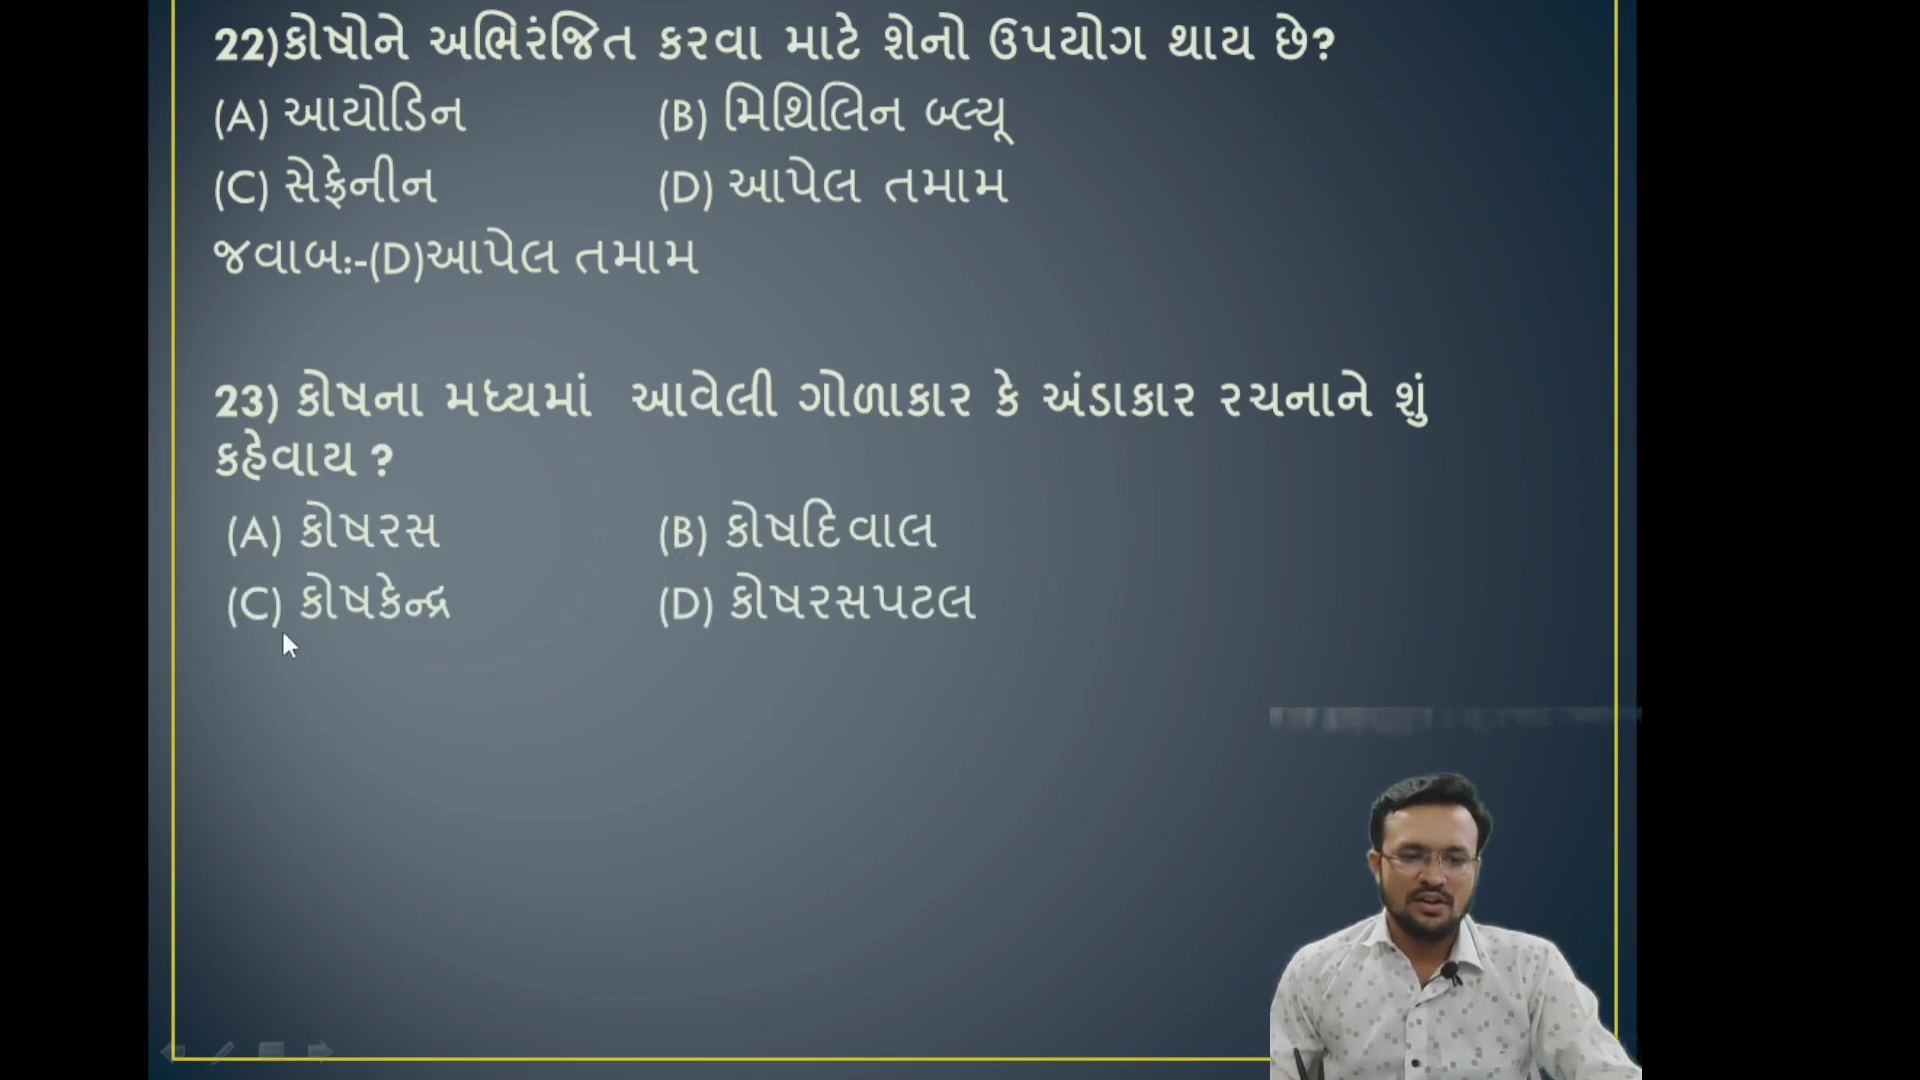 22)કોષોને અભિરંજિત કરવા માટે શેનો ઉપયોગ થાય છે?
(A) આયોડિન (B) મિથિલિન બ્લ્યૂ
(C) સેફ્રેનીન (D) આપેલ તમામ
જવાબઃ-(D)આપેલ તમામ
23) કોષના મધ્યમાં આવેલી ગોળાકાર કે અંડાકાર રચનાને શું
કહેવાય ?
(A) કોષરસ (B) કોષદિવાલ
(C) કોષકેન્દ્ર (D) કોષરસપટલ